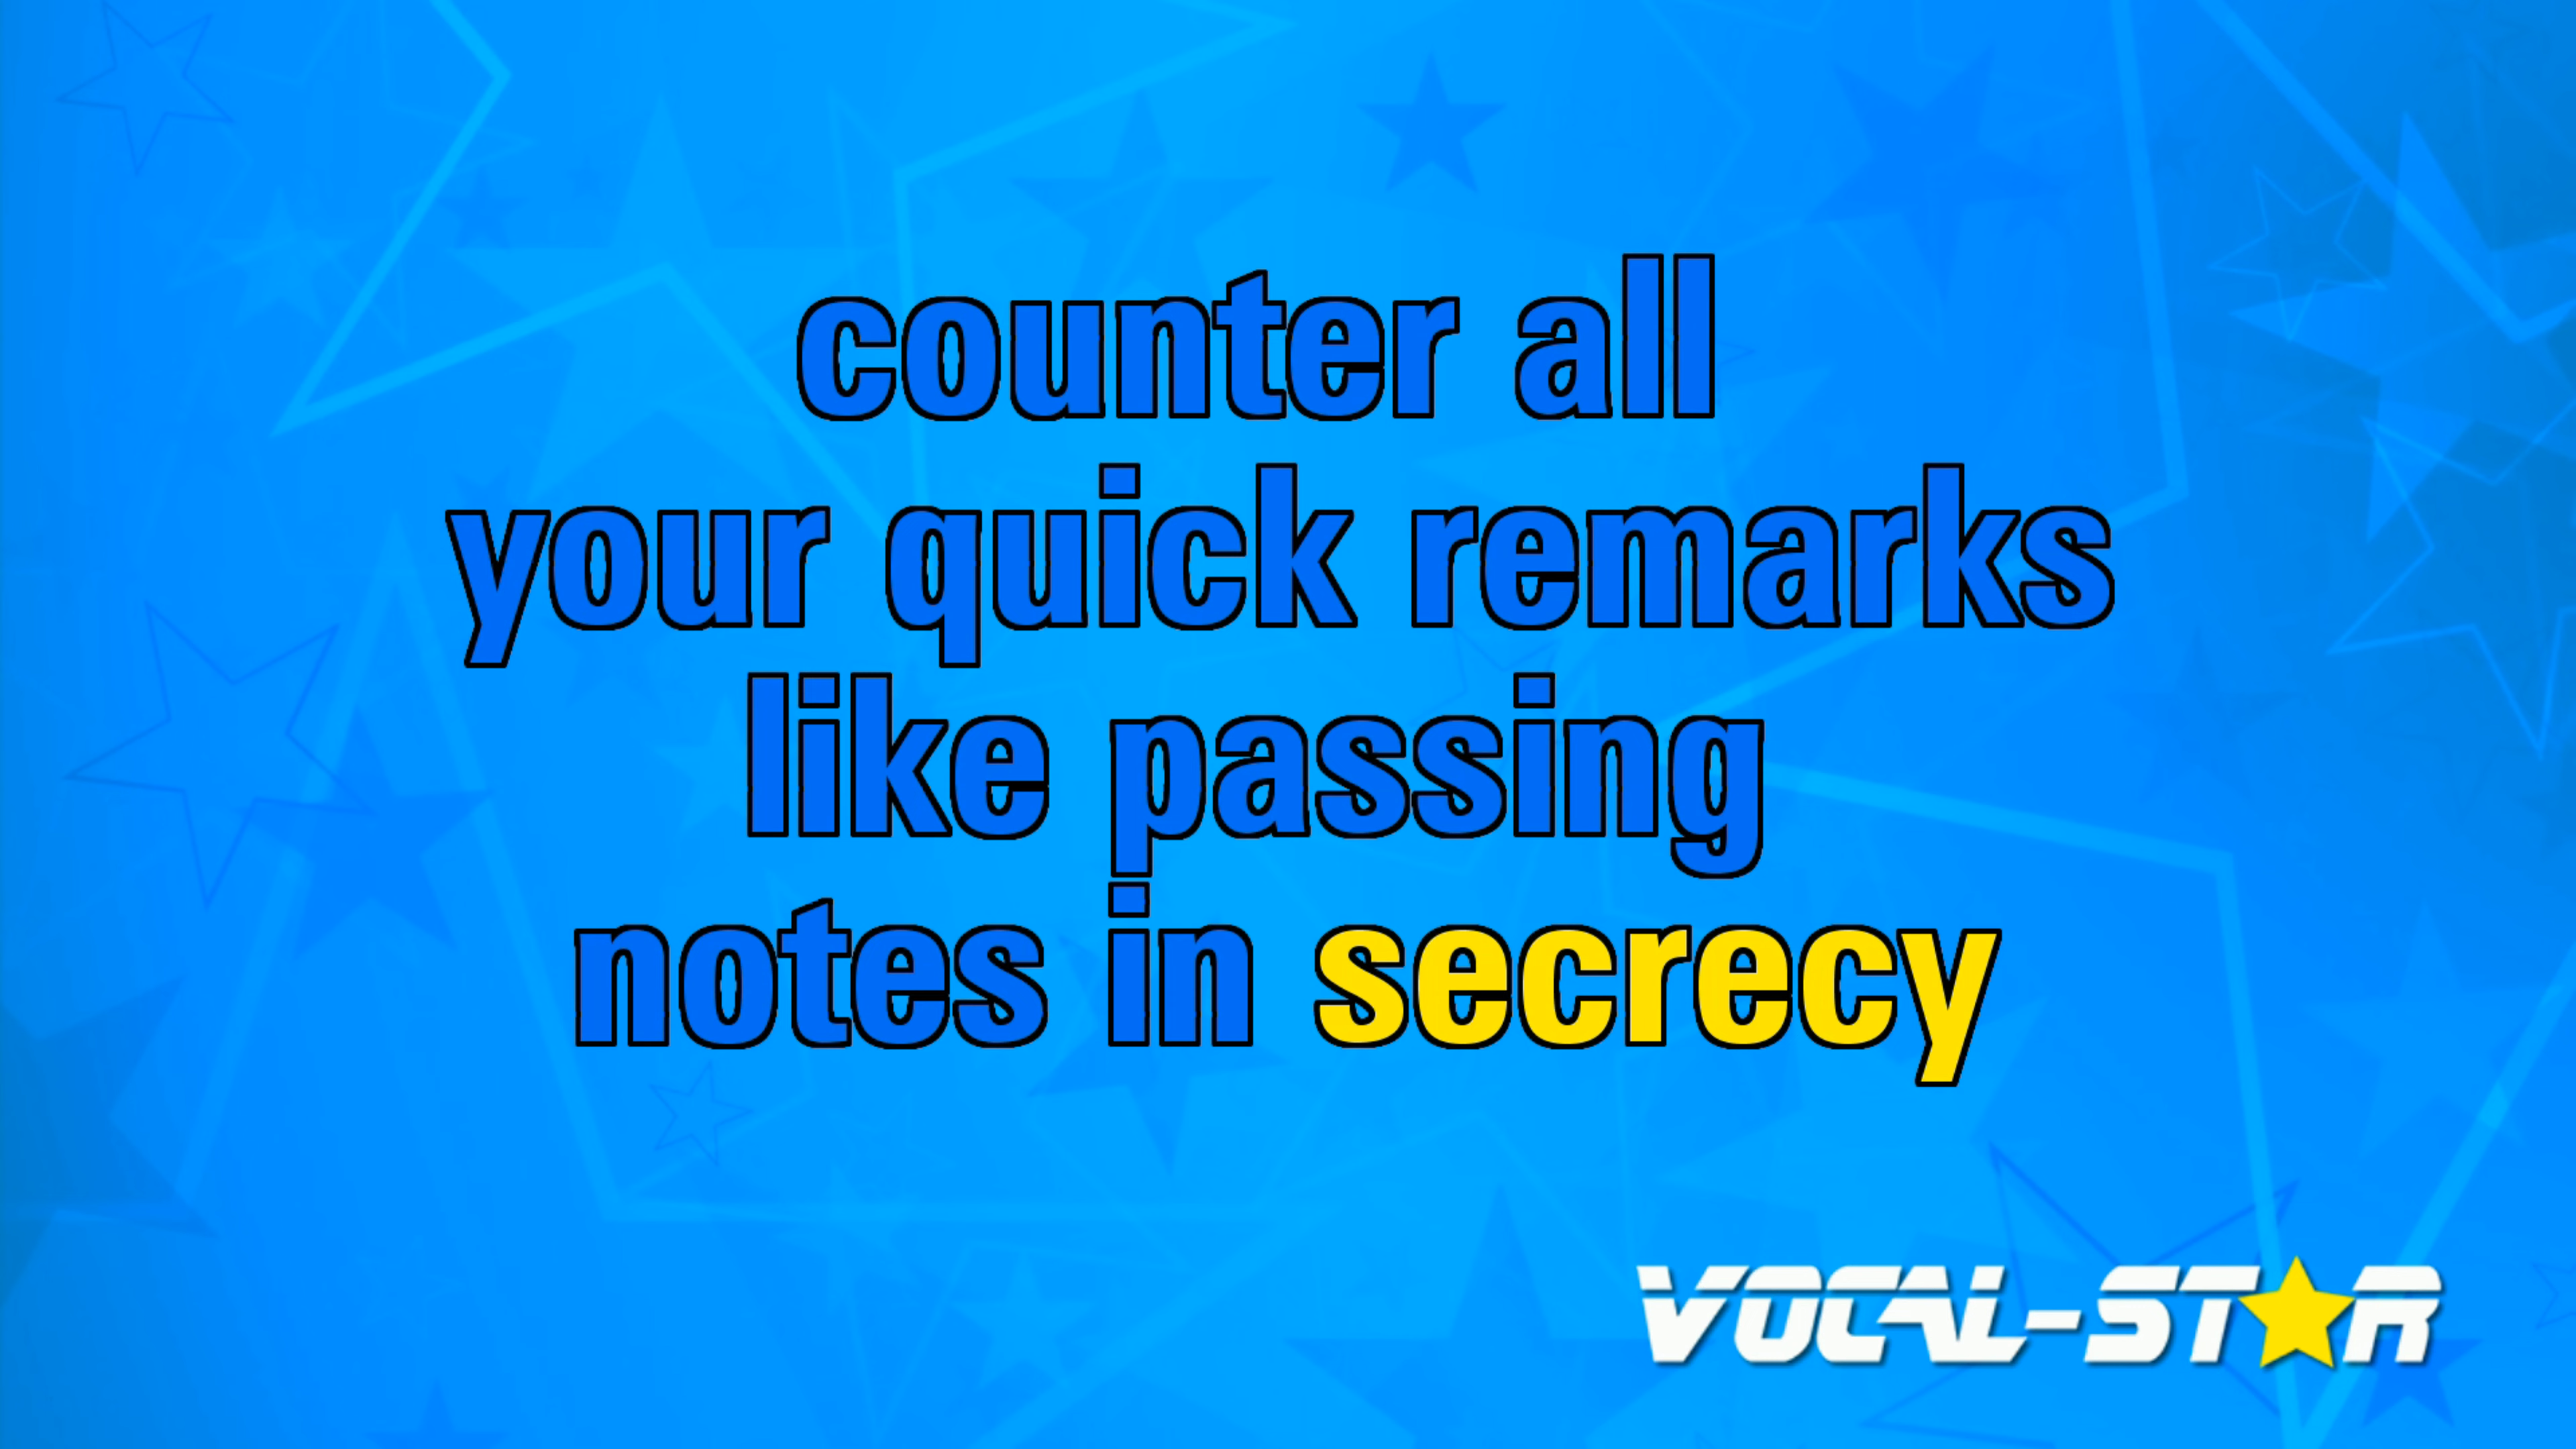 counter all
your quick remarks
like passing
notes in secrecy
VOCAL-STAR